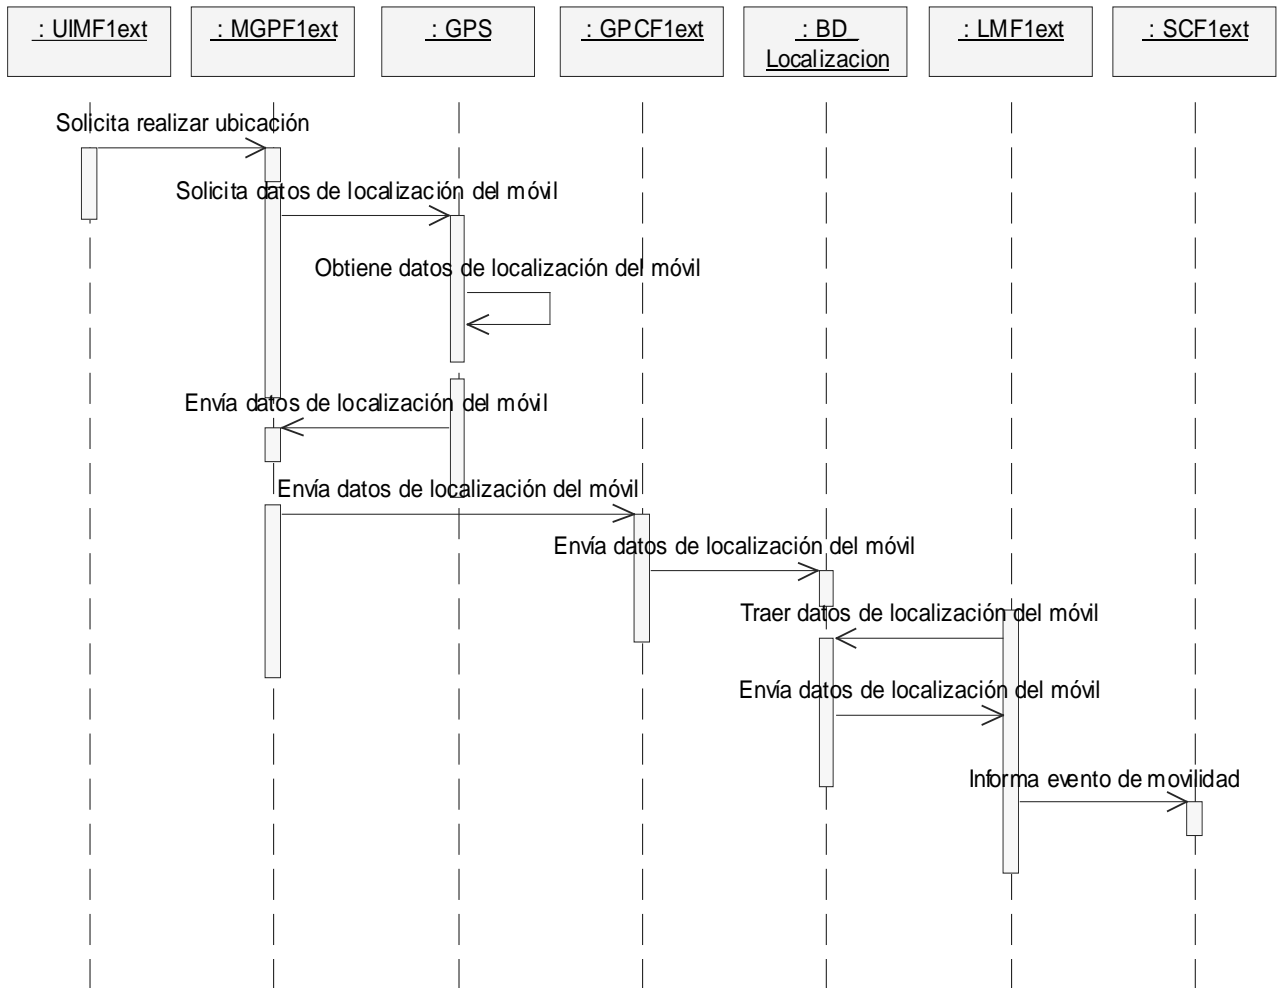 : UIMF1ext
: MGPF1ext
: GPS
: GPCF1ext
: BD_
Localizacion
: LMF1ext
: SCF1ext
Solicita realizar ubicación
Solicita datos de localización del móvil
Obtiene datos de localización del móvil
Envía datos de localización del móvil
Envía datos de localización del móvil
Envía datos de localización del móvil
Traer datos de localización del móvil
Envía datos de localización del móvil
Informa evento de movilidad